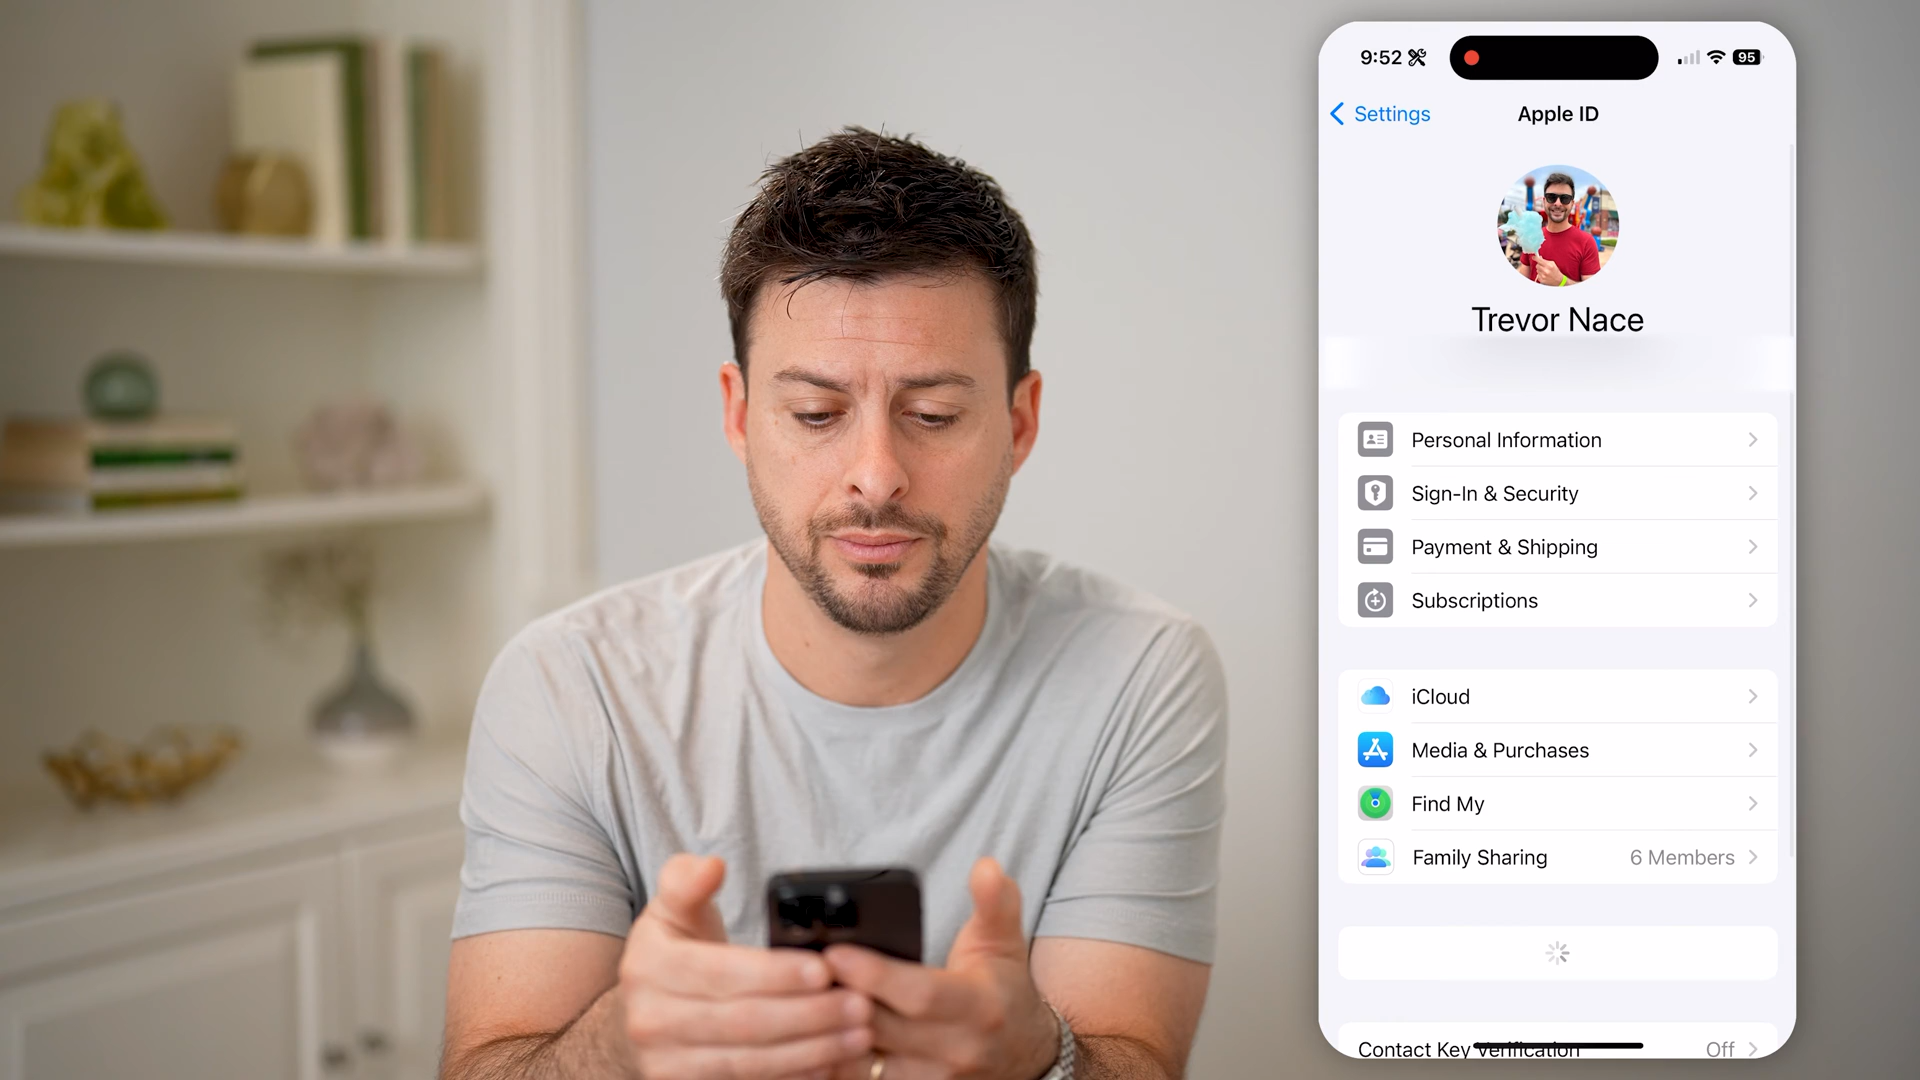 9:52
95
Settings
Apple ID
Trevor Nace
Personal Information
Sign-In & Security
Payment & Shipping
Subscriptions
iCloud
Media & Purchases
Find My
Family Sharing 6 Members
Contact Key Verification Off